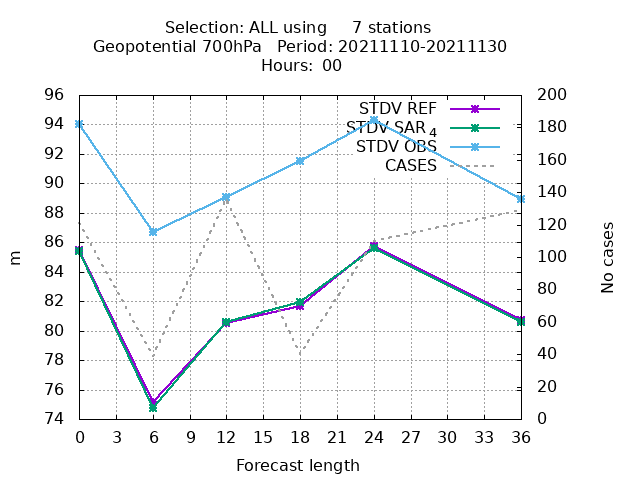 Selection: ALL using 7 stations
Geopotential 700hPa Period: 20211110-20211130
Hours: 00
96
94
92
90
88
86
84
82
80
78
76
74
m
STDV REF
STDV SAR 4
STDV OBS
CASES
200
180
160
140
120
100
80
60
40
20
0
No cases
0 3 6 9 12 15 18 21 24 27 30 33 36
Forecast length